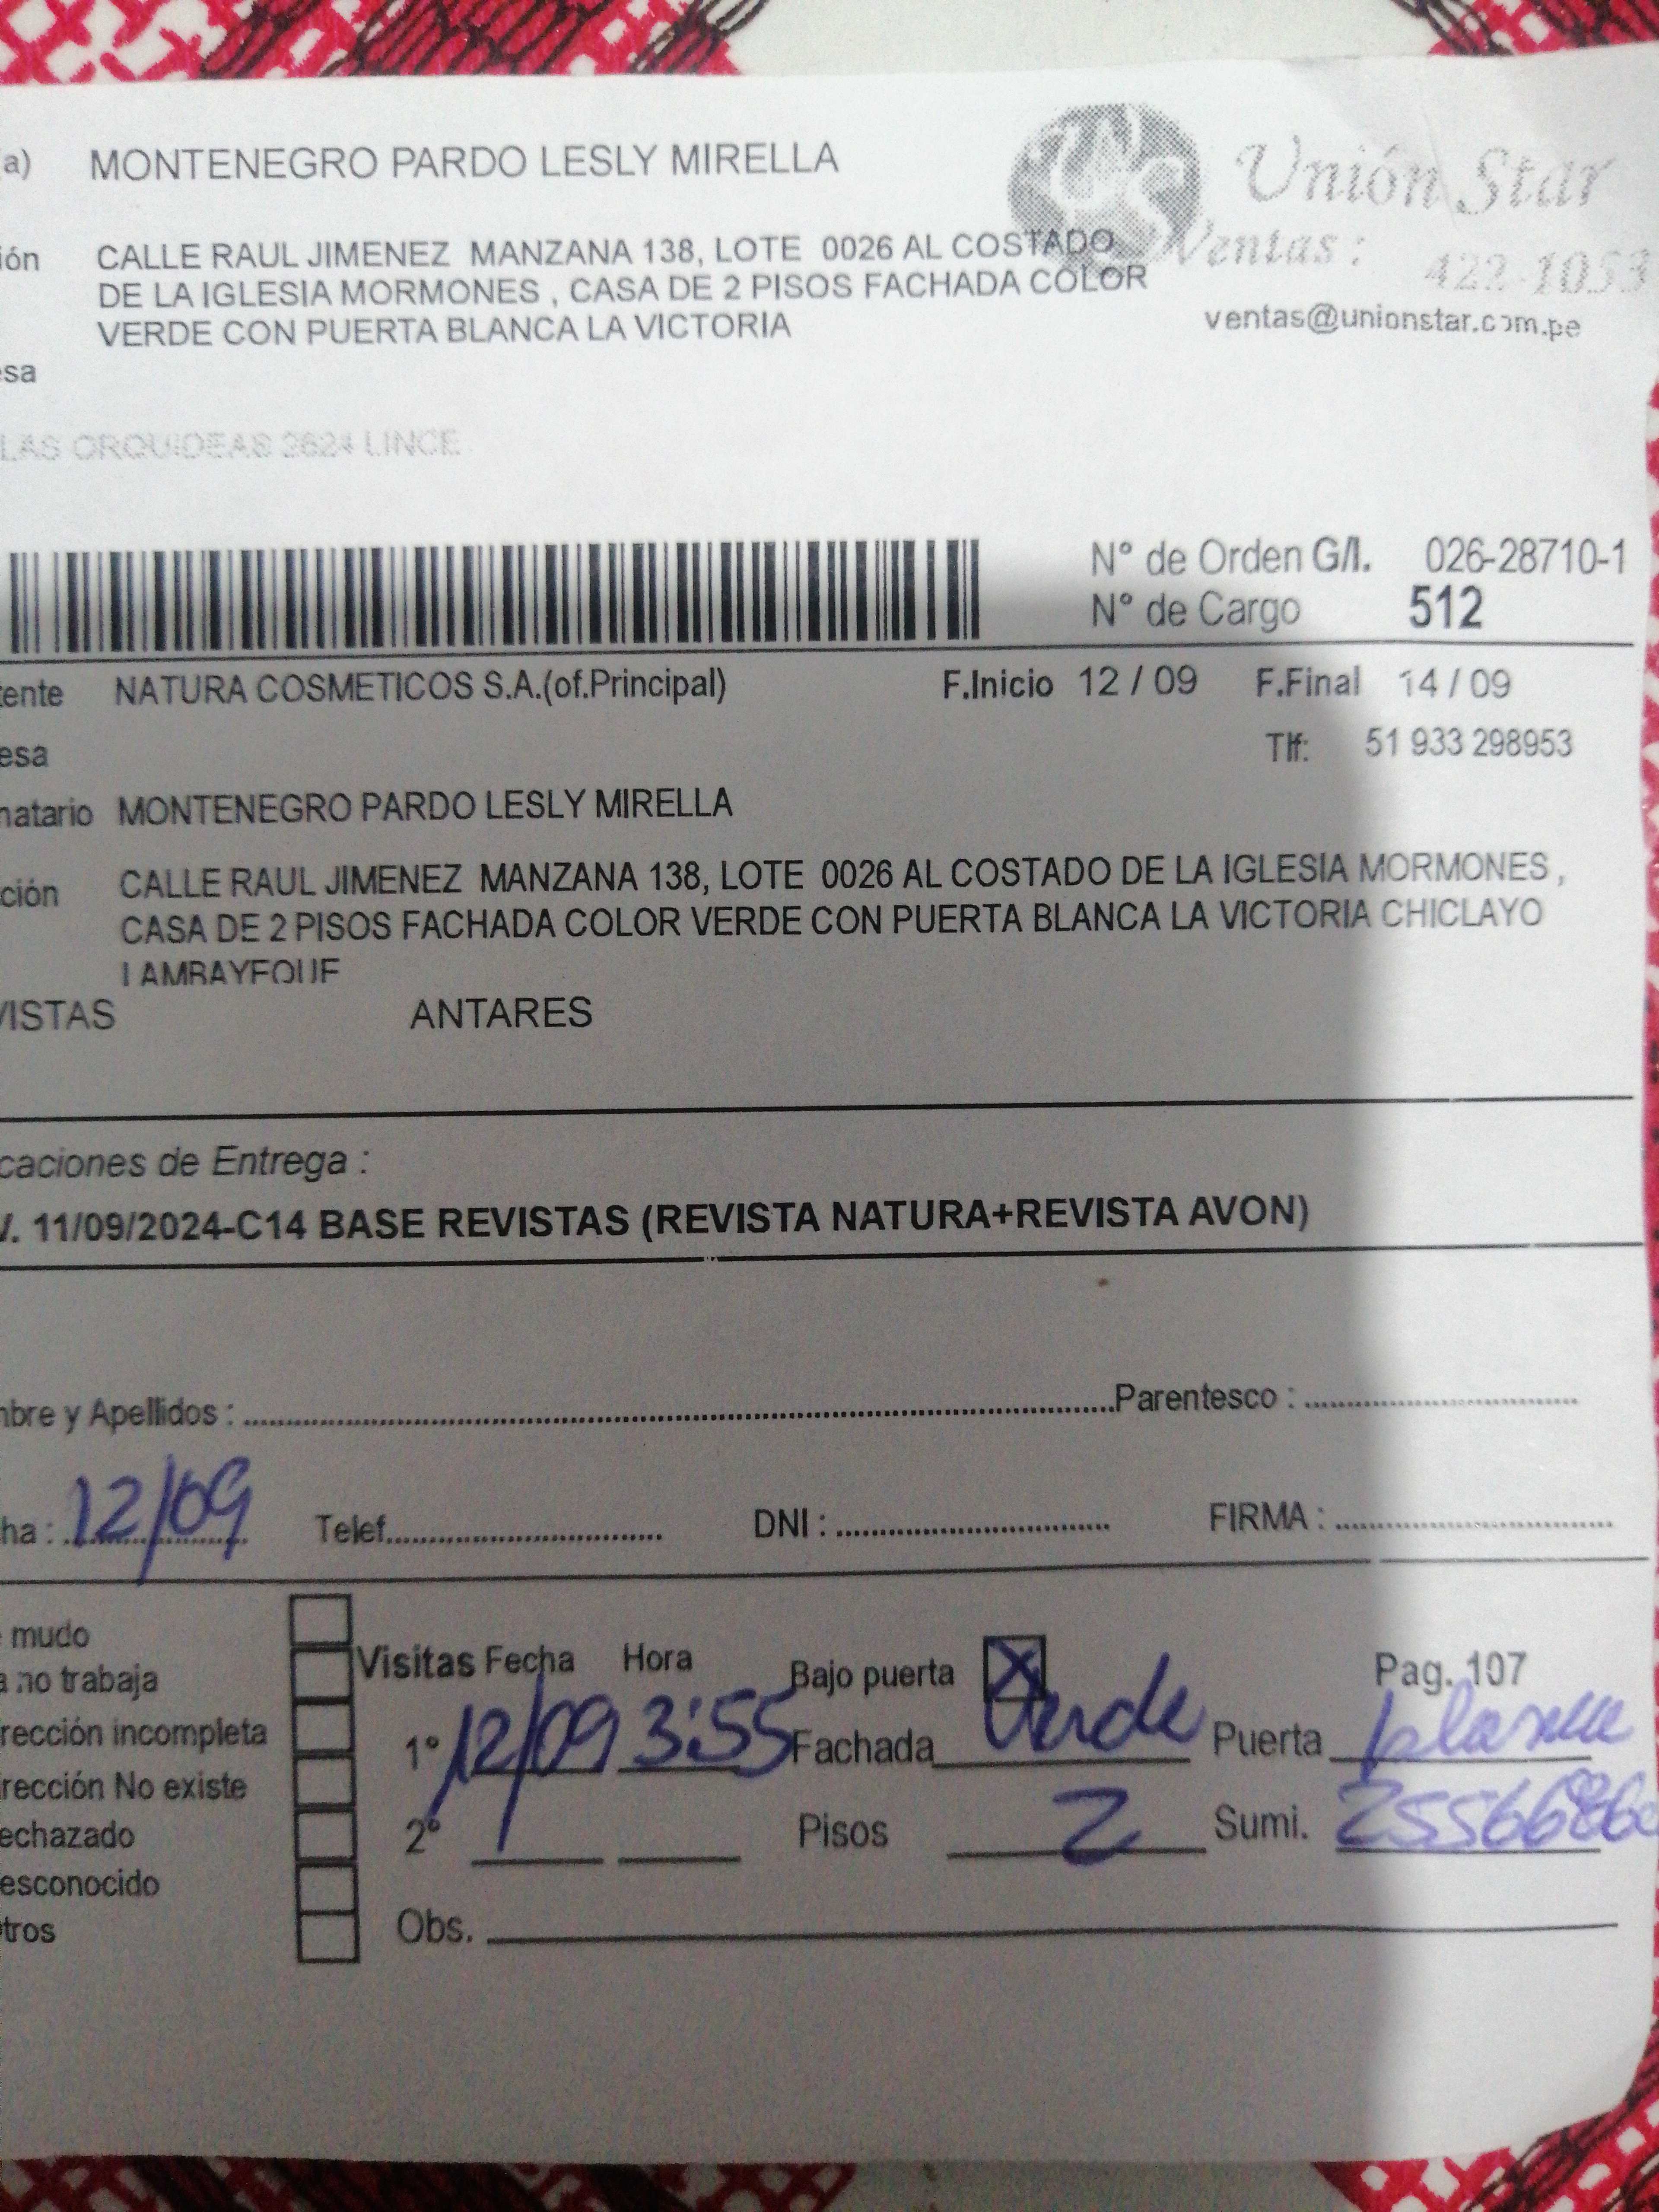 (a) MONTENEGRO PARDO LESLY MIRELLA
Unión Star
Ventas : 422-1053
ventas@unionstar.com.pe
ión CALLE RAUL JIMENEZ MANZANA 138, LOTE 0026 AL COSTADO
DE LA IGLESIA MORMONES , CASA DE 2 PISOS FACHADA COLOR
VERDE CON PUERTA BLANCA LA VICTORIA
esa
LAS ORQUIDEAS 2624 LINCE
N° de Orden G/I. 026-28710-1
N° de Cargo 512
tente NATURA COSMETICOS S.A.(of.Principal) F.Inicio 12 / 09 F.Final 14 / 09
esa Tlf: 51 933 298953
natario MONTENEGRO PARDO LESLY MIRELLA
ción CALLE RAUL JIMENEZ MANZANA 138, LOTE 0026 AL COSTADO DE LA IGLESIA MORMONES ,
CASA DE 2 PISOS FACHADA COLOR VERDE CON PUERTA BLANCA LA VICTORIA CHICLAYO
LAMBAYEQUE
VISTAS ANTARES
caciones de Entrega :
V. 11/09/2024-C14 BASE REVISTAS (REVISTA NATURA+REVISTA AVON)
mbre y Apellidos : Parentesco :
ha : 12/09 Telef. DNI : FIRMA :
mudo
a no trabaja
rección incompleta
rección No existe
echazado
esconocido
tros
Visitas Fecha Hora Bajo puerta X Pag. 107
1° 12/09 3:55 Fachada Verde Puerta blanca
2° Pisos 2 Sumi.
Obs.